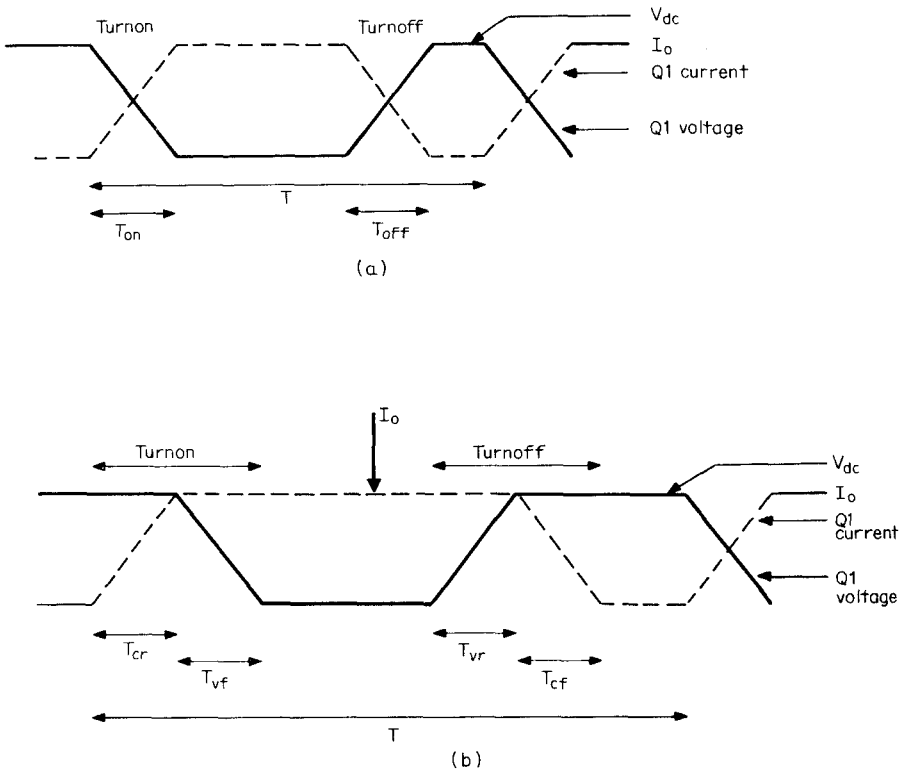 Turnon
Turnoff
Vdc
Io
Q1 current
Q1 voltage
T
Ton
Toff
(a)
Io
Turnon
Turnoff
Vdc
Io
Q1
current
Q1
voltage
Tcr
Tvr
Tvf
Tcf
T
(b)